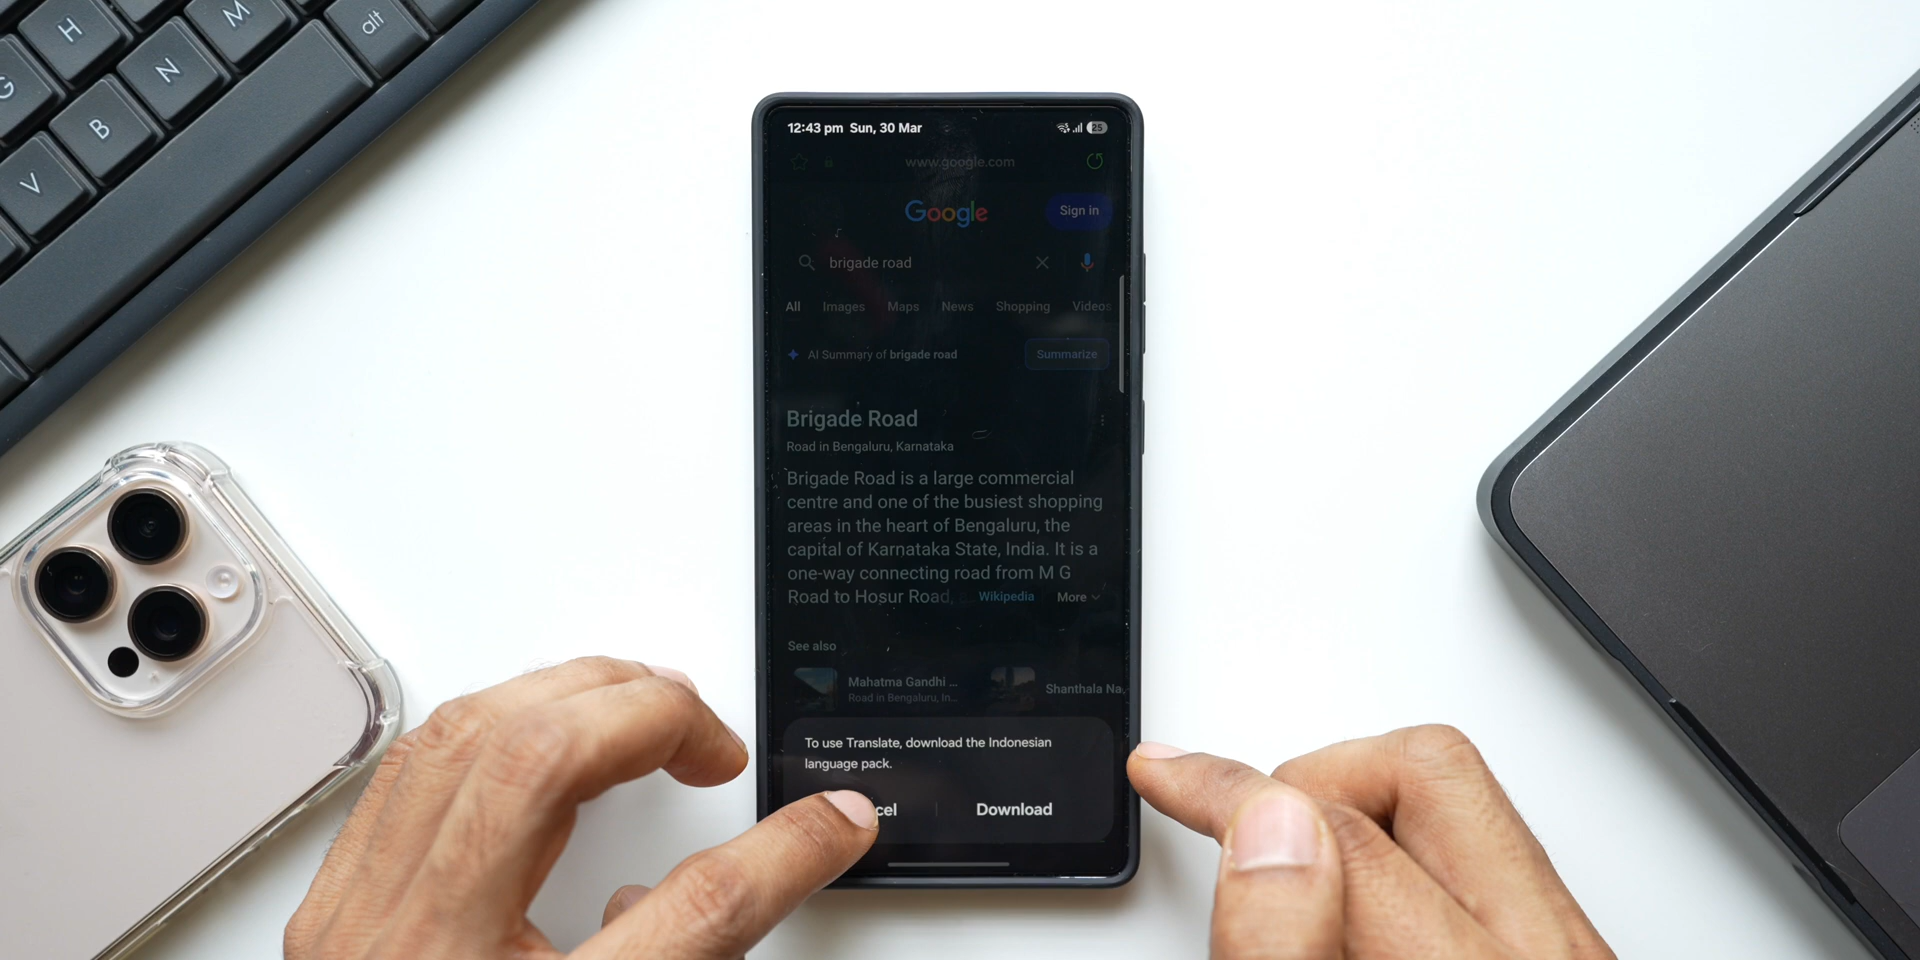 H
M
alt
G
N
B
V
12:43 pm Sun, 30 Mar
25
www.google.com
Google
Sign in
brigade road
All Images Maps News Shopping Videos
AI Summary of brigade road
Summarize
Brigade Road
Road in Bengaluru, Karnataka
Brigade Road is a large commercial
centre and one of the busiest shopping
areas in the heart of Bengaluru, the
capital of Karnataka State, India. It is a
one-way connecting road from M G
Road to Hosur Road, ... Wikipedia More
See also
Mahatma Gandhi ...
Road in Bengaluru, In...
Shanthala Na
To use Translate, download the Indonesian
language pack.
cel
Download